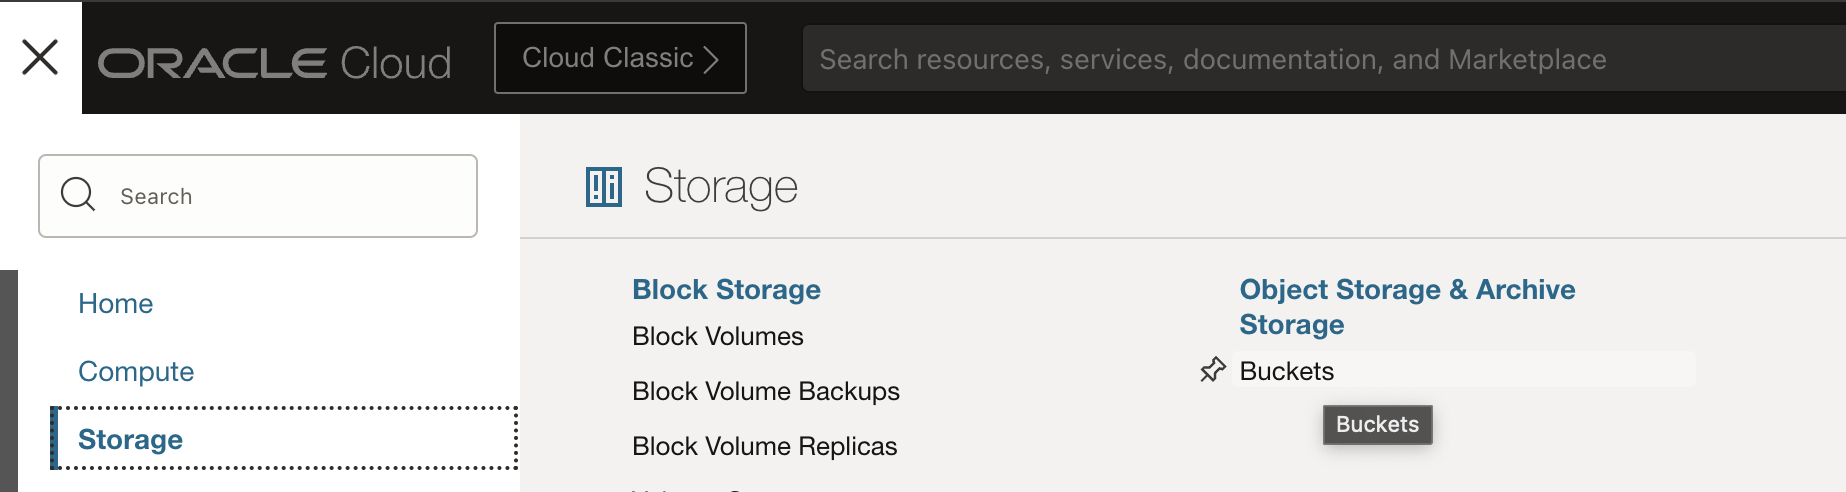 ORACLE Cloud
Cloud Classic
Search resources, services, documentation, and Marketplace
Search
Home
Compute
Storage
Storage
Block Storage
Block Volumes
Block Volume Backups
Block Volume Replicas
Object Storage & Archive
Storage
Buckets
Buckets